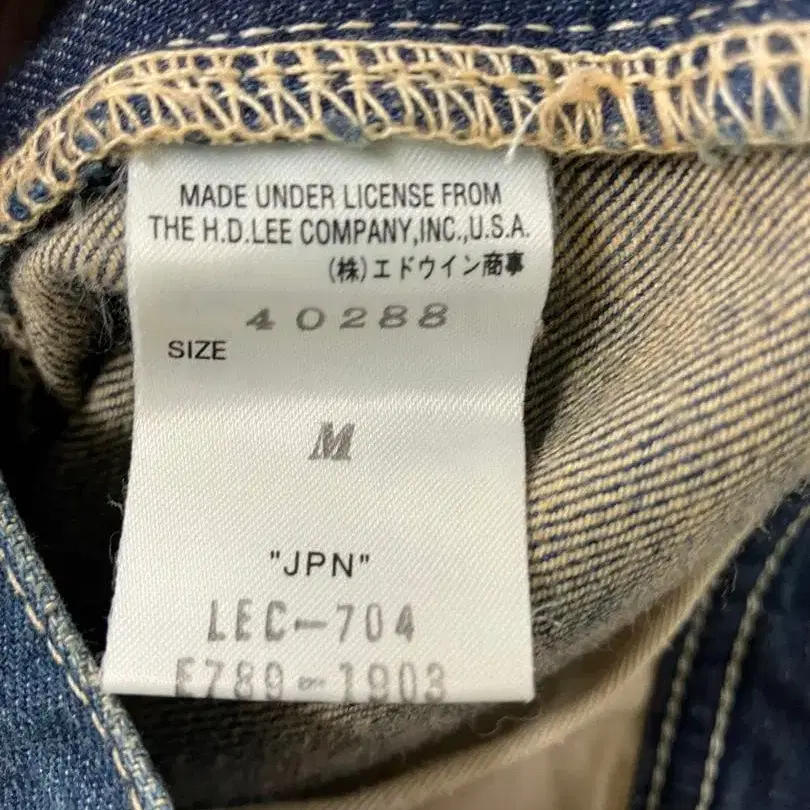 MADE UNDER LICENSE FROM
THE H.D.LEE COMPANY,INC.,U.S.A.
(株)エドウイン商事
40288
SIZE
M
"JPN"
LEC-704
E789-1903